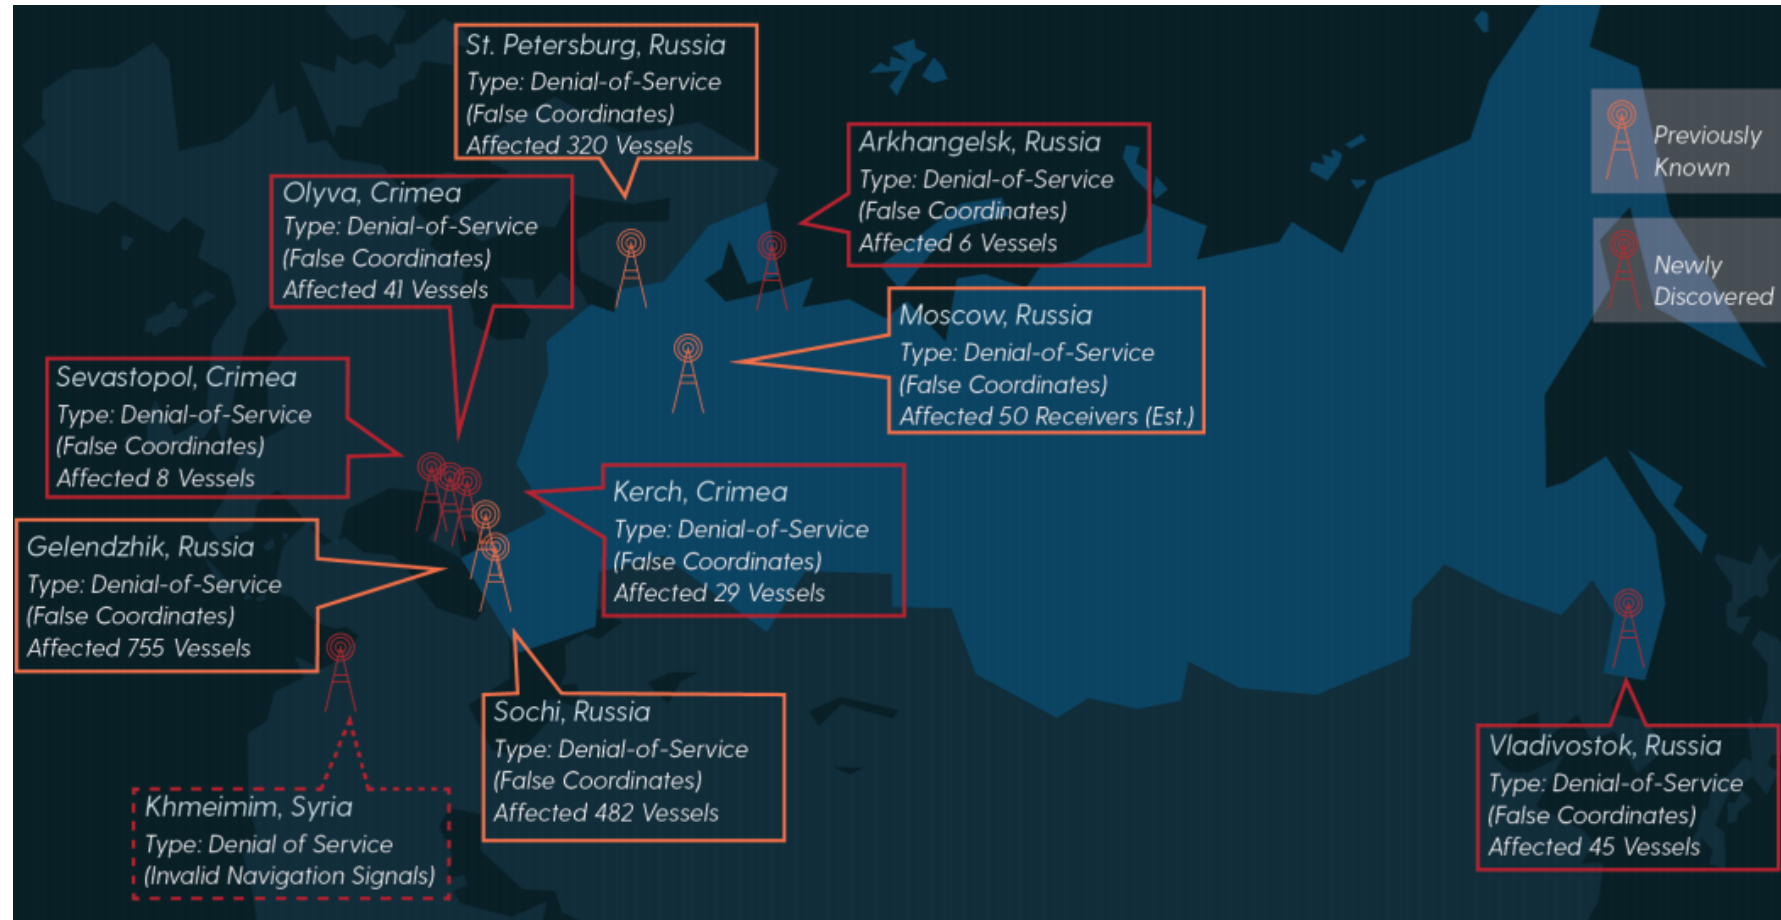 St. Petersburg, Russia
Type: Denial-of-Service
(False Coordinates)
Affected 320 Vessels
Arkhangelsk, Russia
Type: Denial-of-Service
(False Coordinates)
Affected 6 Vessels
Previously
Known
Olyva, Crimea
Type: Denial-of-Service
(False Coordinates)
Affected 41 Vessels
Newly
Discovered
Moscow, Russia
Type: Denial-of-Service
(False Coordinates)
Affected 50 Receivers (Est.)
Sevastopol, Crimea
Type: Denial-of-Service
(False Coordinates)
Affected 8 Vessels
Kerch, Crimea
Type: Denial-of-Service
(False Coordinates)
Affected 29 Vessels
Gelendzhik, Russia
Type: Denial-of-Service
(False Coordinates)
Affected 755 Vessels
Sochi, Russia
Type: Denial-of-Service
(False Coordinates)
Affected 482 Vessels
Vladivostok, Russia
Type: Denial-of-Service
(False Coordinates)
Affected 45 Vessels
Khmeimim, Syria
Type: Denial of Service
(Invalid Navigation Signals)